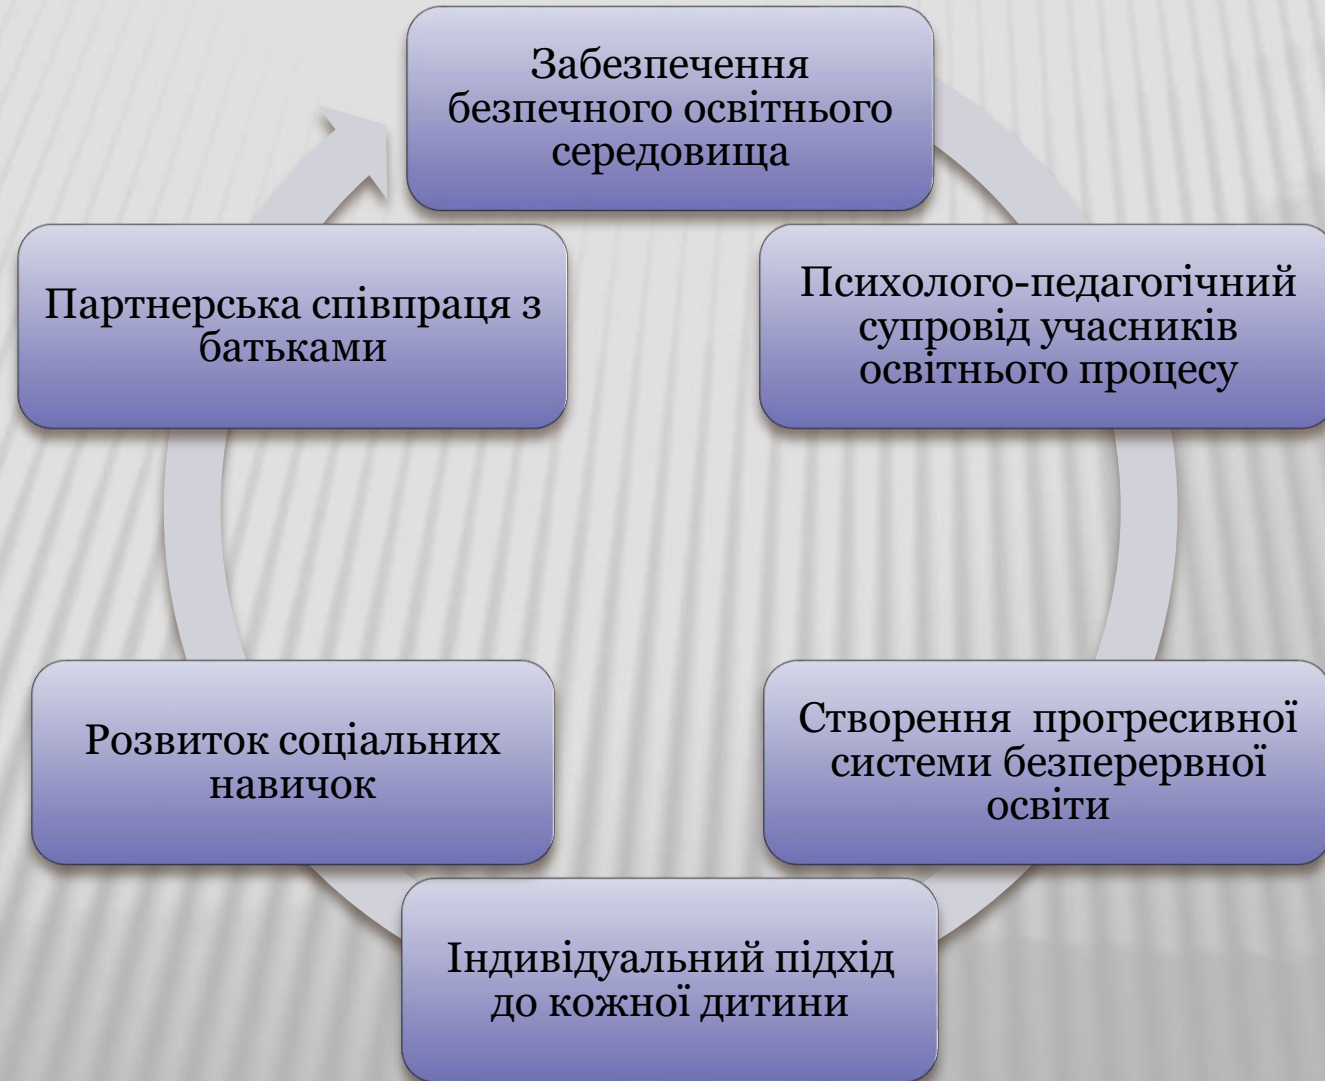 Забезпечення
безпечного освітнього
середовища
Психолого-педагогічний
супровід учасників
освітнього процесу
Створення  прогресивної
системи безперервної
освіти
Індивідуальний підхід
до кожної дитини
Розвиток соціальних
навичок
Партнерська співпраця з
батьками